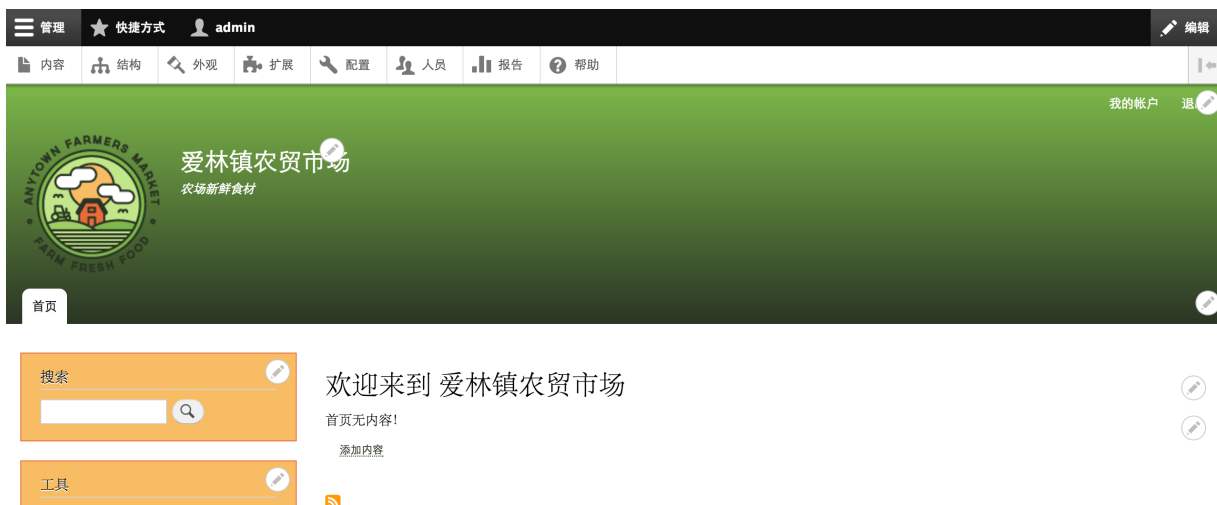 管理 快捷方式 admin 编辑
内容 结构 外观 扩展 配置 人员 报告 帮助
我的帐户 退
ANYTOWN FARMERS MARKET
FARM FRESH FOOD
爱林镇农贸市场
农场新鲜食材
首页
搜索
欢迎来到 爱林镇农贸市场
首页无内容!
添加内容
工具